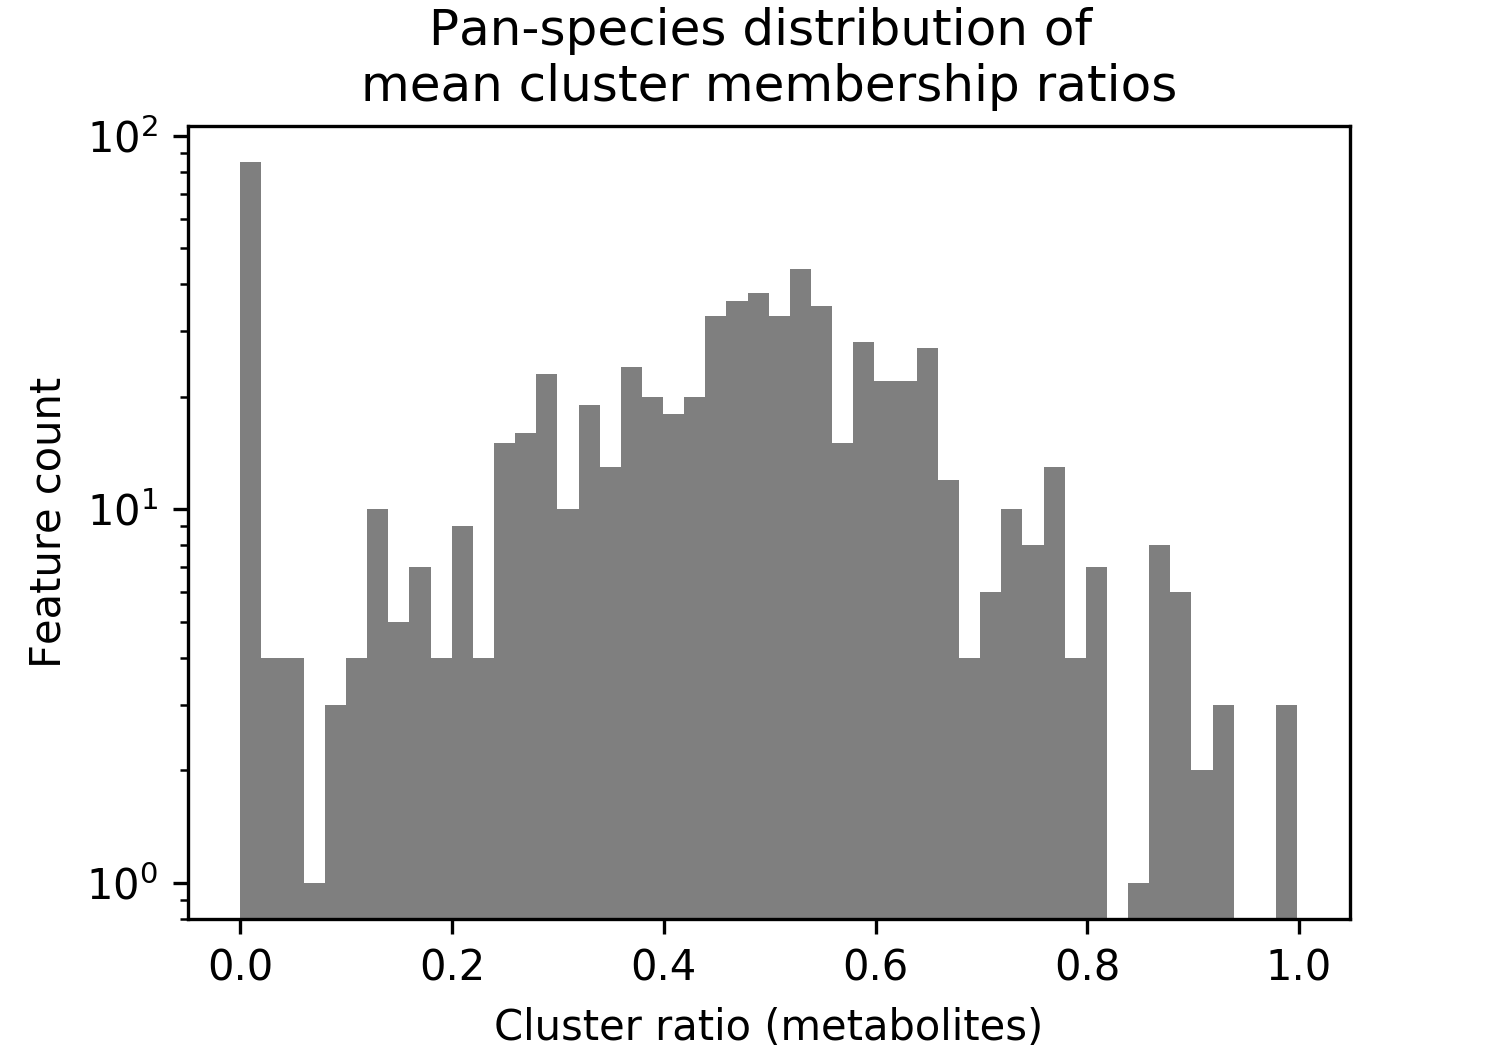 Pan-species distribution of
mean cluster membership ratios
10²
10¹
10⁰
Feature count
0.0 0.2 0.4 0.6 0.8 1.0
Cluster ratio (metabolites)